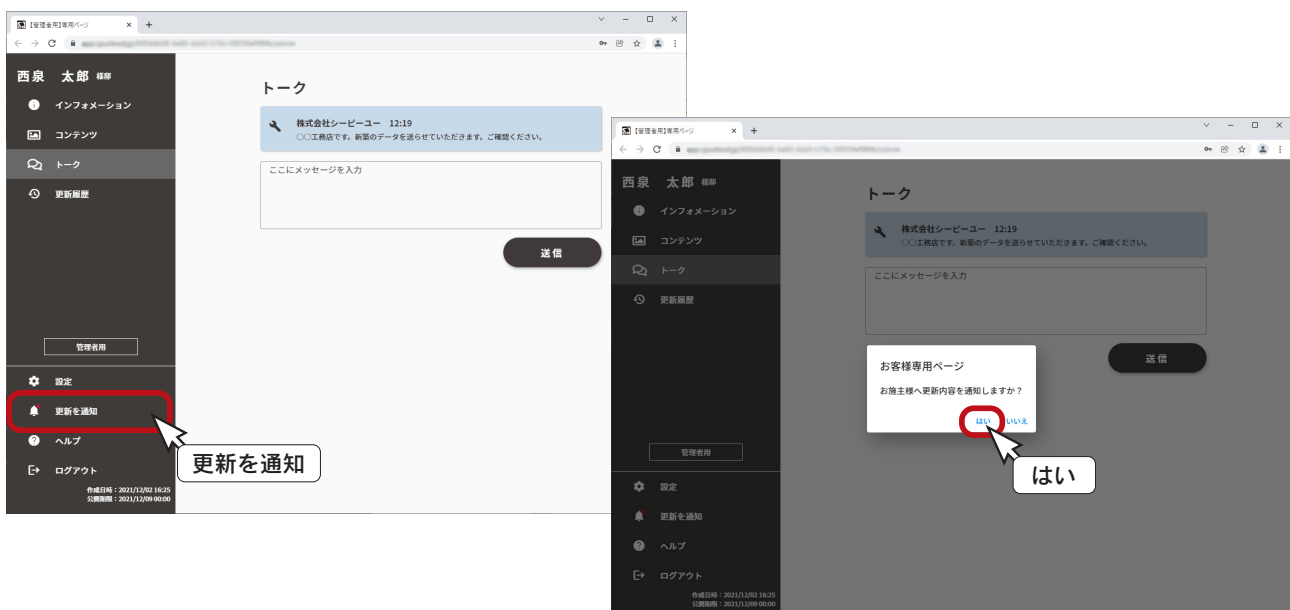 【管理者用】専用ページ
西泉 太郎 様邸
インフォメーション
コンテンツ
トーク
更新履歴
管理者用
設定
更新を通知
ヘルプ
ログアウト
作成日時：2021/12/02 16:25
公開期限：2021/12/09 00:00
トーク
株式会社シーピーユー 12:19
○○工務店です。新築のデータを送らせていただきます。ご確認ください。
ここにメッセージを入力
送信
更新を通知
【管理者用】専用ページ
西泉 太郎 様邸
インフォメーション
コンテンツ
トーク
更新履歴
管理者用
設定
更新を通知
ヘルプ
ログアウト
作成日時：2021/12/02 16:25
公開期限：2021/12/09 00:00
トーク
株式会社シーピーユー 12:19
○○工務店です。新築のデータを送らせていただきます。ご確認ください。
ここにメッセージを入力
送信
お客様専用ページ
お施主様へ更新内容を通知しますか？
はい いいえ
はい